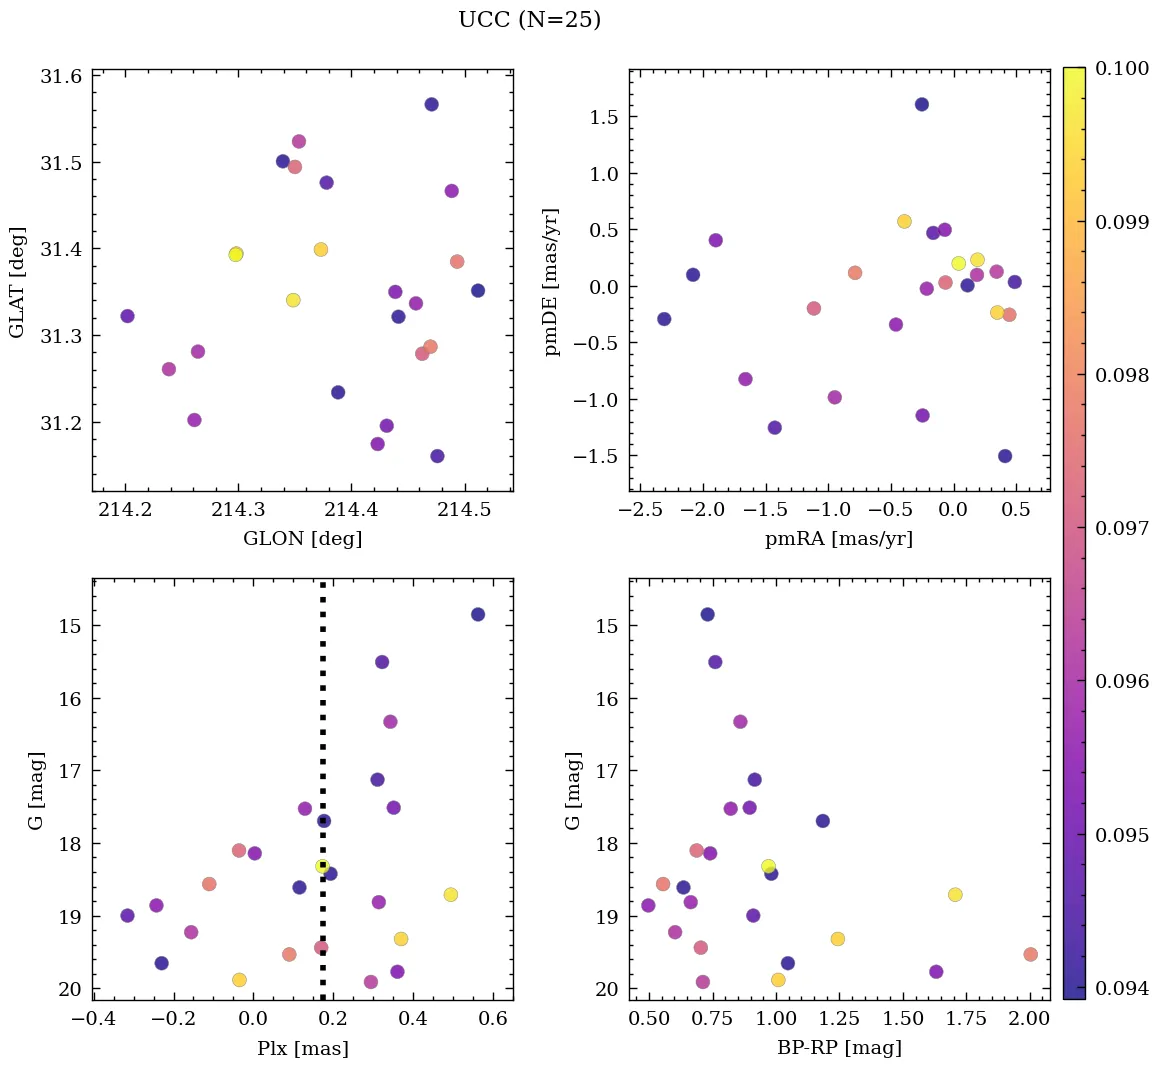 UCC (N=25)
31.6
31.5
31.4
31.3
31.2
GLAT [deg]
214.2 214.3 214.4 214.5
GLON [deg]
1.5
1.0
0.5
0.0
−0.5
−1.0
−1.5
pmDE [mas/yr]
−2.5 −2.0 −1.5 −1.0 −0.5 0.0 0.5
pmRA [mas/yr]
15
16
17
18
19
20
G [mag]
−0.4 −0.2 0.0 0.2 0.4 0.6
Plx [mas]
15
16
17
18
19
20
G [mag]
0.50 0.75 1.00 1.25 1.50 1.75 2.00
BP-RP [mag]
0.100
0.099
0.098
0.097
0.096
0.095
0.094